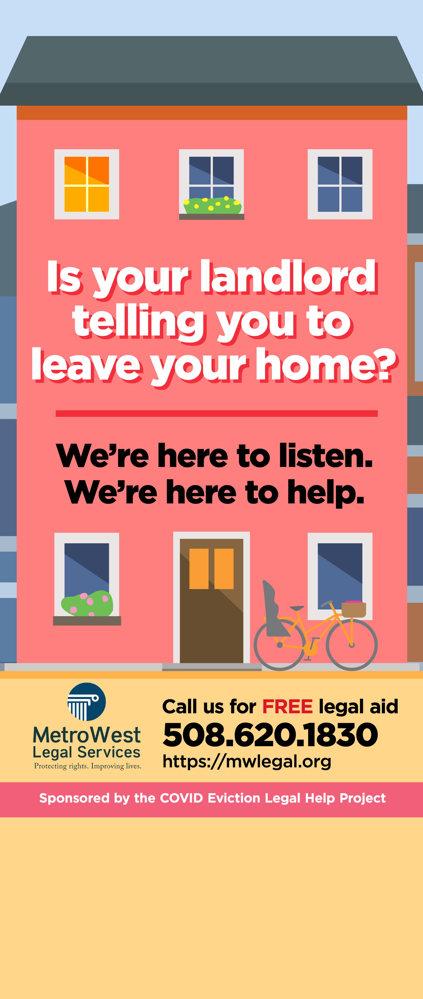 Is your landlord
telling you to
leave your home?
We’re here to listen.
We’re here to help.
MetroWest
Legal Services
Protecting rights. Improving lives.
Call us for FREE legal aid
508.620.1830
https://mwlegal.org
Sponsored by the COVID Eviction Legal Help Project